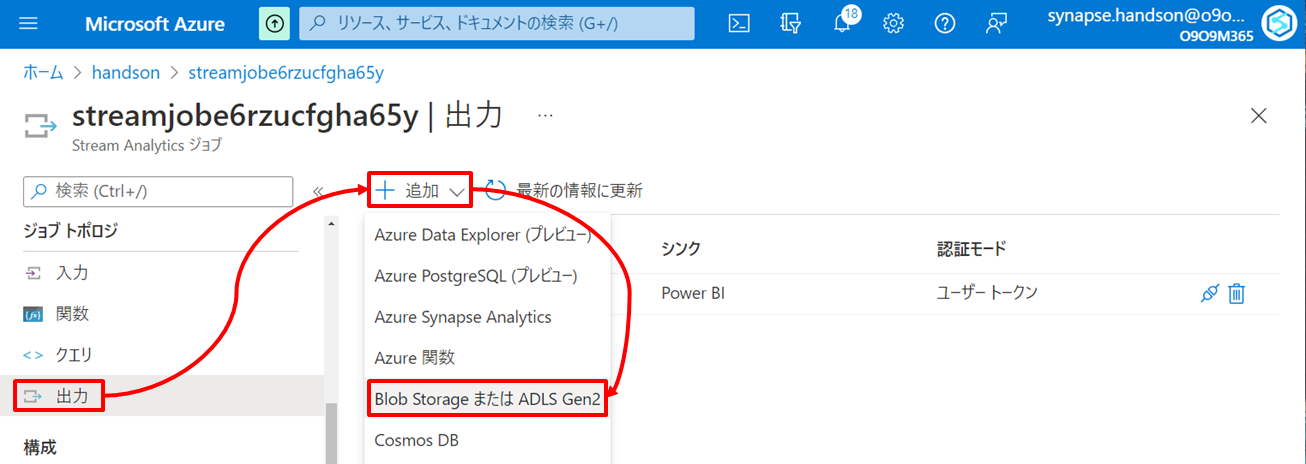 Microsoft Azure
リソース、サービス、ドキュメントの検索 (G+/)
18
synapse.handson@o9o...
O9O9M365
ホーム > handson > streamjobe6rzucfgha65y
streamjobe6rzucfgha65y | 出力 ...
Stream Analytics ジョブ
検索 (Ctrl+/)
«
追加
最新の情報に更新
ジョブ トポロジ
入力
関数
クエリ
出力
構成
Azure Data Explorer (プレビュー)
Azure PostgreSQL (プレビュー)
Azure Synapse Analytics
Azure 関数
Blob Storage または ADLS Gen2
Cosmos DB
シンク
認証モード
Power BI
ユーザー トークン